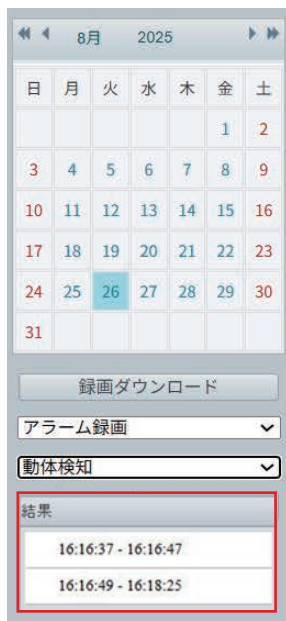 8月 2025
日 月 火 水 木 金 土
1 2
3 4 5 6 7 8 9
10 11 12 13 14 15 16
17 18 19 20 21 22 23
24 25 26 27 28 29 30
31
録画ダウンロード
アラーム録画
動体検知
結果
16:16:37 - 16:16:47
16:16:49 - 16:18:25